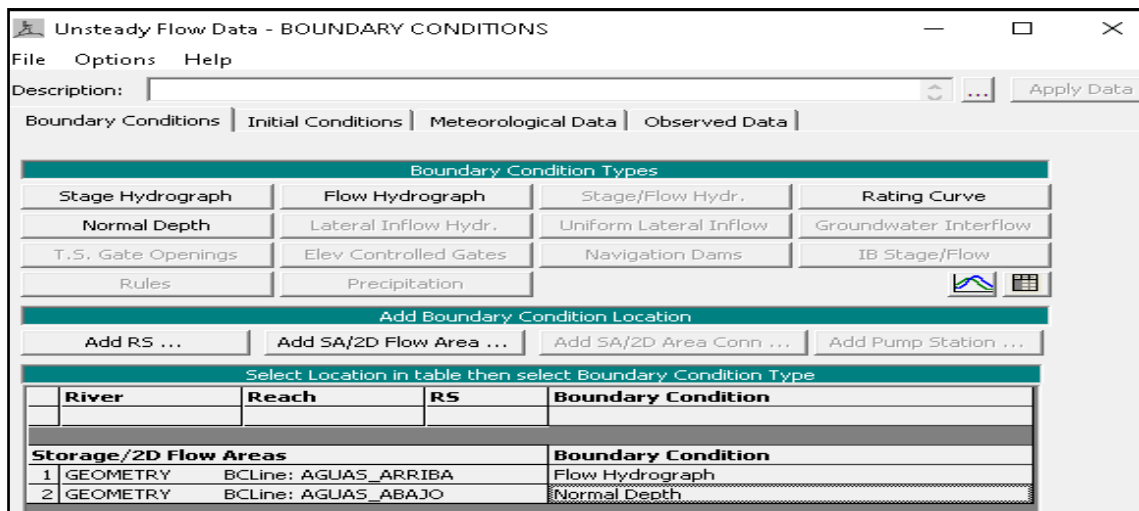 Unsteady Flow Data - BOUNDARY CONDITIONS
File Options Help
Description: ... Apply Data
Boundary Conditions Initial Conditions Meteorological Data Observed Data
Boundary Condition Types
Stage Hydrograph Flow Hydrograph Stage/Flow Hydr. Rating Curve
Normal Depth Lateral Inflow Hydr. Uniform Lateral Inflow Groundwater Interflow
T.S. Gate Openings Elev Controlled Gates Navigation Dams IB Stage/Flow
Rules Precipitation
Add Boundary Condition Location
Add RS ... Add SA/2D Flow Area ... Add SA/2D Area Conn ... Add Pump Station ...
Select Location in table then select Boundary Condition Type
River Reach RS Boundary Condition
Storage/2D Flow Areas Boundary Condition
1 GEOMETRY BCLine: AGUAS_ARRIBA Flow Hydrograph
2 GEOMETRY BCLine: AGUAS_ABAJO Normal Depth